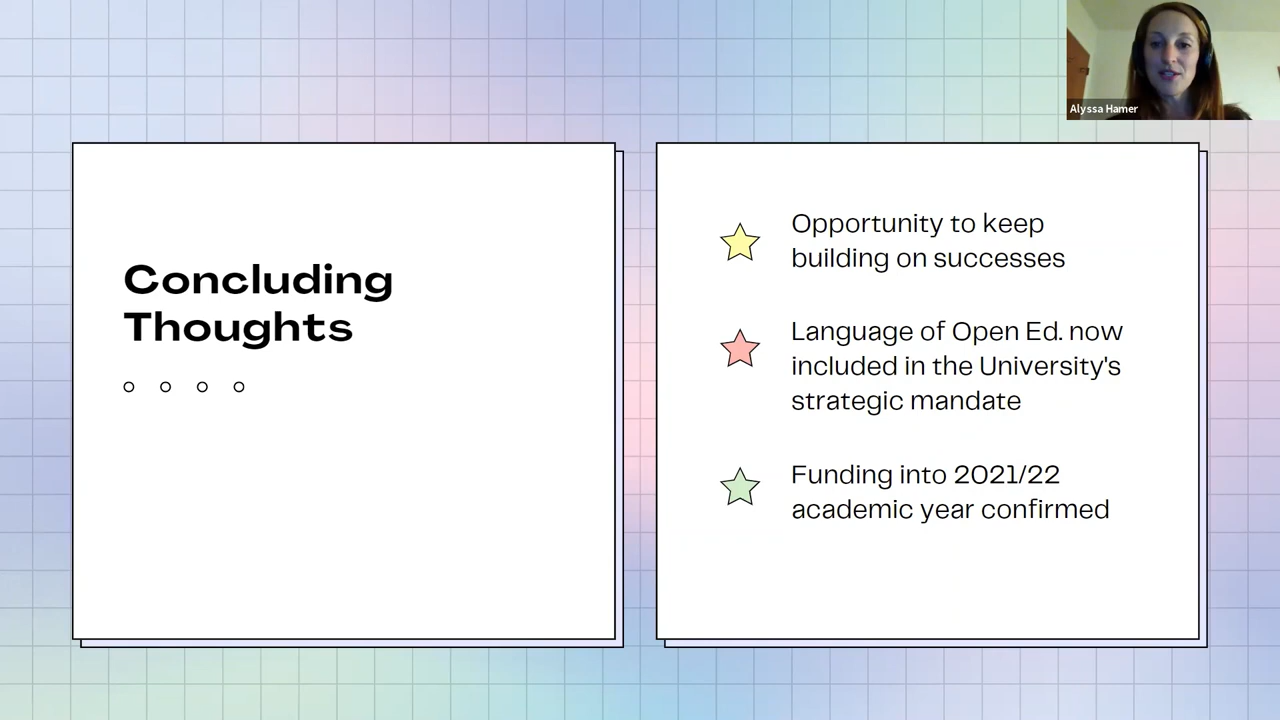 Alyssa Hamer
Concluding
Thoughts
Opportunity to keep
building on successes
Language of Open Ed. now
included in the University's
strategic mandate
Funding into 2021/22
academic year confirmed